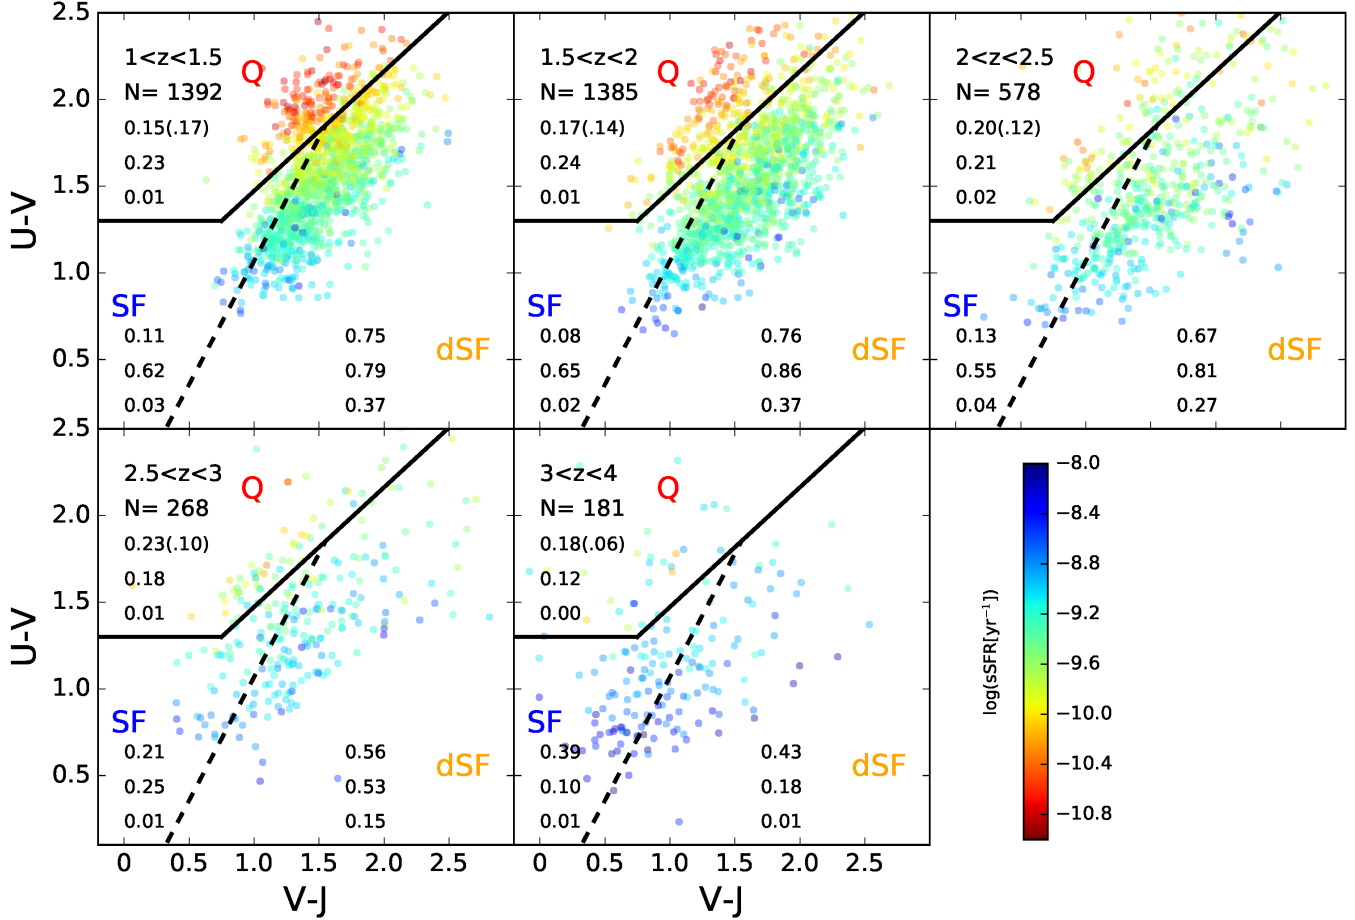 2.5
2.0
1.5
1.0
0.5
U-V
1<z<1.5
N= 1392
0.15(.17)
0.23
0.01
Q
SF
0.11
0.62
0.03
0.75
0.79
0.37
dSF
1.5<z<2
N= 1385
0.17(.14)
0.24
0.01
Q
SF
0.08
0.65
0.02
0.76
0.86
0.37
dSF
2<z<2.5
N= 578
0.20(.12)
0.21
0.02
Q
SF
0.13
0.55
0.04
0.67
0.81
0.27
dSF
2.5
2.0
1.5
1.0
0.5
U-V
2.5<z<3
N= 268
0.23(.10)
0.18
0.01
Q
SF
0.21
0.25
0.01
0.56
0.53
0.15
dSF
0 0.5 1.0 1.5 2.0 2.5
V-J
3<z<4
N= 181
0.18(.06)
0.12
0.00
Q
SF
0.39
0.10
0.01
0.43
0.18
0.01
dSF
0 0.5 1.0 1.5 2.0 2.5
V-J
log(sSFR[yr⁻¹])
−8.0
−8.4
−8.8
−9.2
−9.6
−10.0
−10.4
−10.8